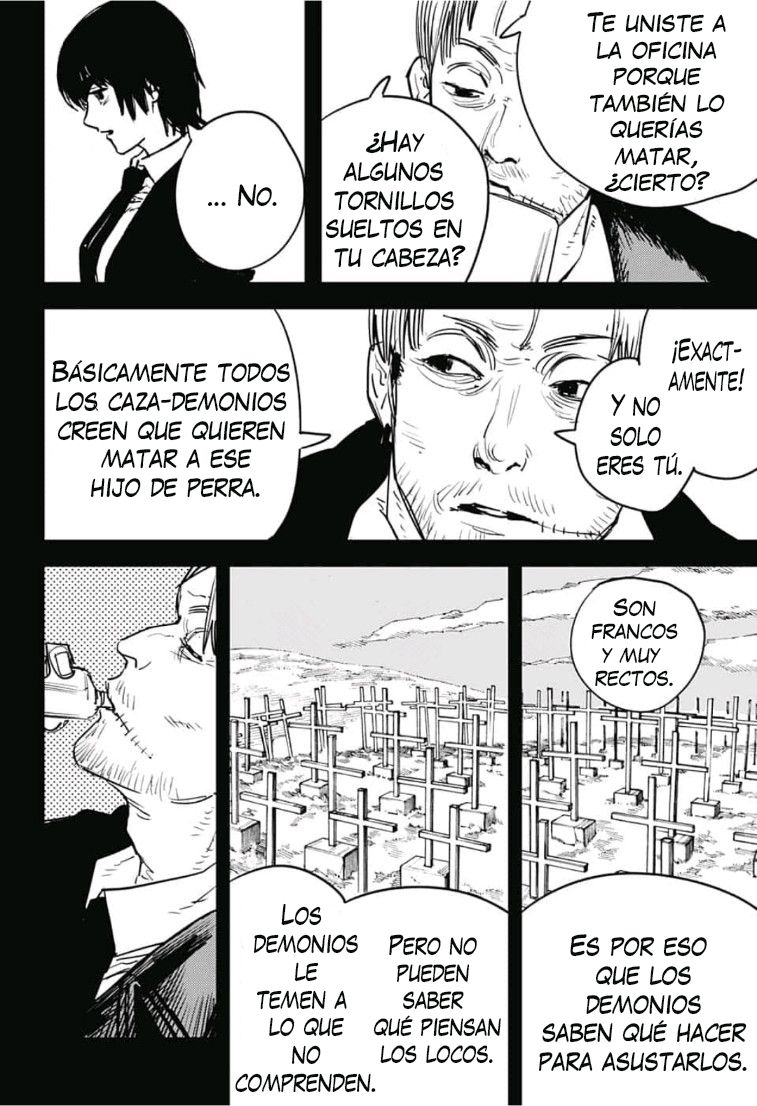 TE UNISTE A
LA OFICINA
PORQUE
TAMBIÉN LO
QUERÍAS
MATAR,
¿CIERTO?
¿HAY
ALGUNOS
TORNILLOS
SUELTOS EN
TU CABEZA?
... NO.
¡EXACT-
AMENTE!
Y NO
SOLO
ERES TÚ.
BÁSICAMENTE TODOS
LOS CAZA-DEMONIOS
CREEN QUE QUIEREN
MATAR A ESE
HIJO DE PERRA.
SON
FRANCOS
Y MUY
RECTOS.
ES POR ESO
QUE LOS
DEMONIOS
SABEN QUÉ HACER
PARA ASUSTARLOS.
PERO NO
PUEDEN
SABER
QUÉ PIENSAN
LOS LOCOS.
LOS
DEMONIOS
LE
TEMEN A
LO QUE
NO
COMPRENDEN.